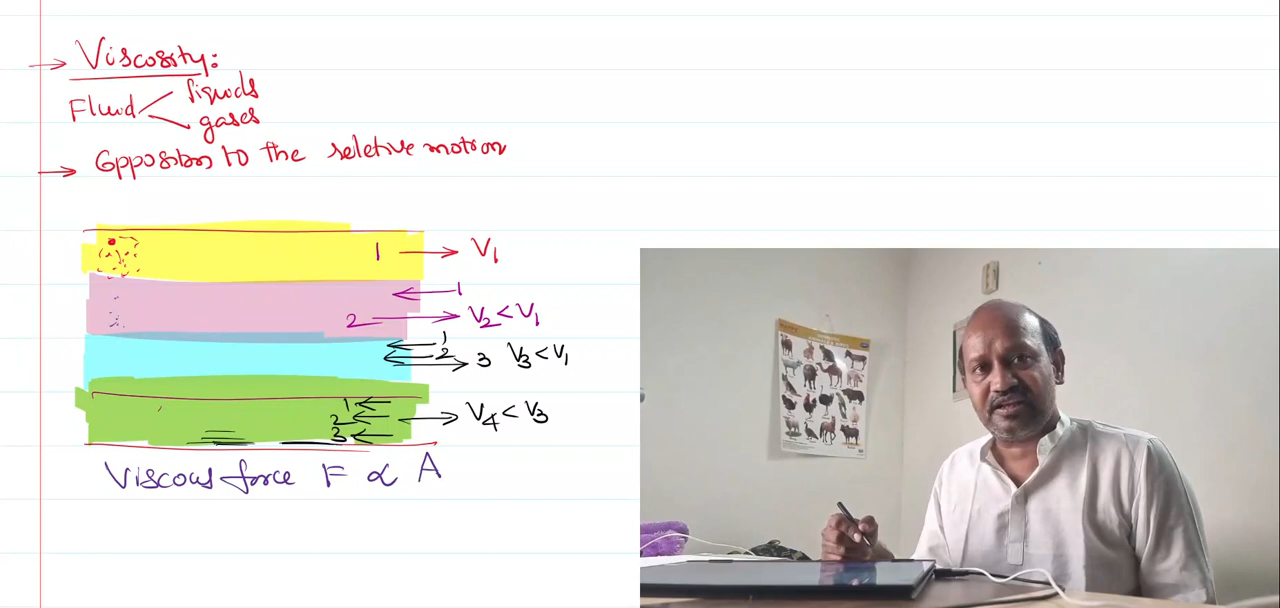 → Viscosity:
Fluid < liquids
gases
→ Opposition to the reletive motion
1 → V₁
← 1
2 → V₂ < V₁
← 1
← 2
→ 3 V₃ < V₁
1 ←
2 ← → V₄ < V₃
3 ←
Viscous force F ∝ A